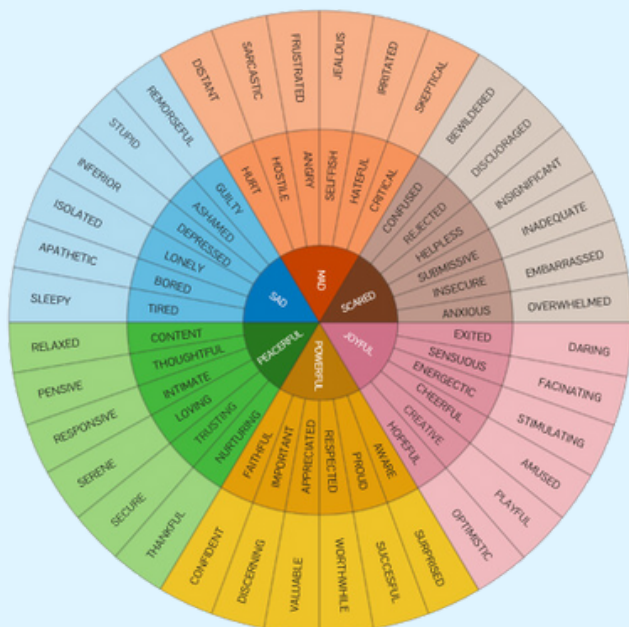 MAD
SCARED
JOYFUL
POWERFUL
PEACEFUL
SAD
HURT
HOSTILE
ANGRY
SELFISH
HATEFUL
CRITICAL
CONFUSED
REJECTED
HELPLESS
SUBMISSIVE
INSECURE
ANXIOUS
EXITED
SENSUOUS
ENERGECTIC
CHEERFUL
CREATIVE
HOPEFUL
AWARE
PROUD
RESPECTED
APPRECIATED
IMPORTANT
FAITHFUL
NURTURING
TRUSTING
LOVING
INTIMATE
THOUGHTFUL
CONTENT
TIRED
BORED
LONELY
DEPRESSED
ASHAMED
GUILTY
DISTANT
SARCASTIC
FRUSTRATED
JEALOUS
IRRITATED
SKEPTICAL
BEWILDERED
DISCUORAGED
INSIGNIFICANT
INADEQUATE
EMBARRASSED
OVERWHELMED
DARING
FACINATING
STIMULATING
AMUSED
PLAYFUL
OPTIMISTIC
SURPRISED
SUCCESFUL
WORTHWHILE
VALUABLE
DISCERNING
CONFIDENT
THANKFUL
SECURE
SERENE
RESPONSIVE
PENSIVE
RELAXED
SLEEPY
APATHETIC
ISOLATED
INFERIOR
STUPID
REMORSEFUL